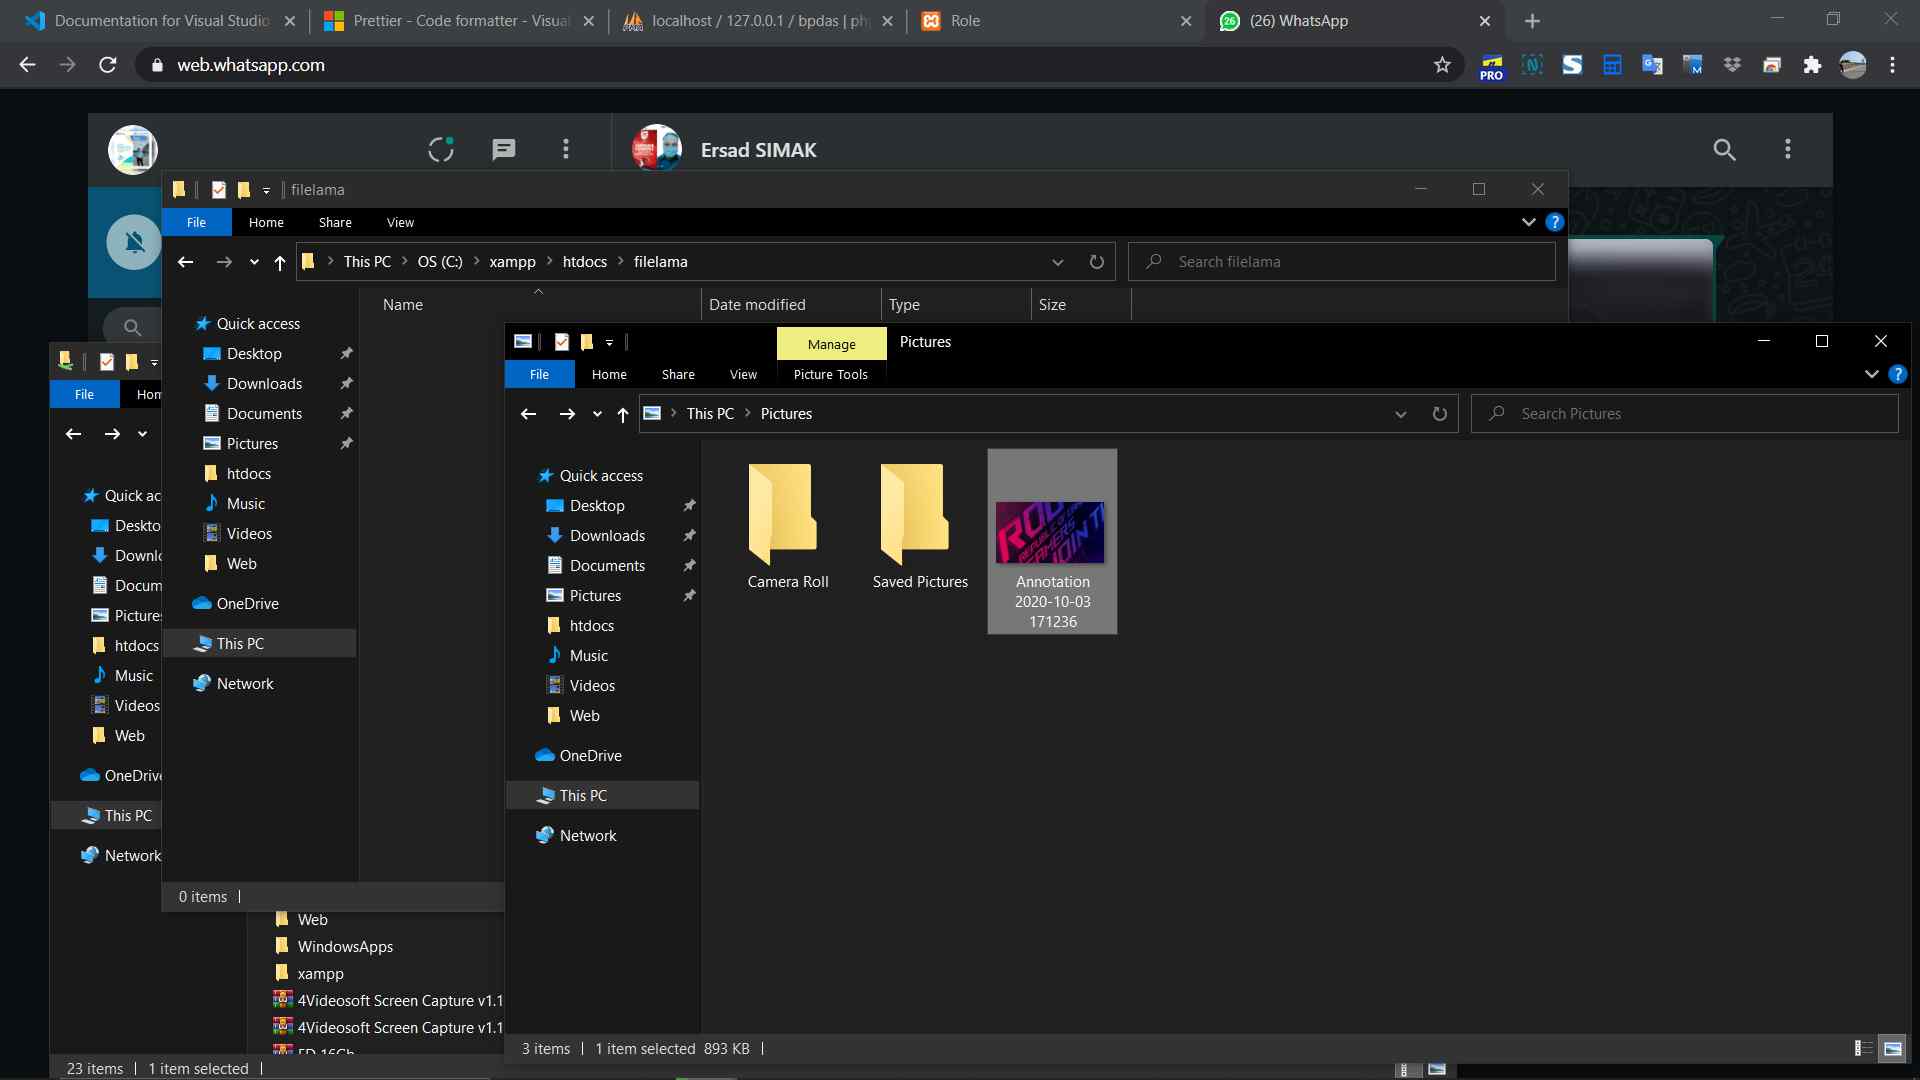 Documentation for Visual Studio
Prettier - Code formatter - Visual
localhost / 127.0.0.1 / bpdas | ph
Role
26
(26) WhatsApp
web.whatsapp.com
PRO
Ersad SIMAK
filelama
File
Home
Share
View
This PC
OS (C:)
xampp
htdocs
filelama
Search filelama
Name
Date modified
Type
Size
Quick access
Desktop
Downloads
Documents
Pictures
htdocs
Music
Videos
Web
OneDrive
This PC
Network
0 items
File
Hom
Quick ac
Deskto
Downlo
Docum
Pictures
htdocs
Music
Videos
Web
OneDrive
This PC
Network
Web
WindowsApps
xampp
4Videosoft Screen Capture v1.1
4Videosoft Screen Capture v1.1
23 items
1 item selected
Manage
Pictures
File
Home
Share
View
Picture Tools
This PC
Pictures
Search Pictures
Quick access
Desktop
Downloads
Documents
Pictures
htdocs
Music
Videos
Web
OneDrive
This PC
Network
Camera Roll
Saved Pictures
Annotation
2020-10-03
171236
3 items
1 item selected 893 KB